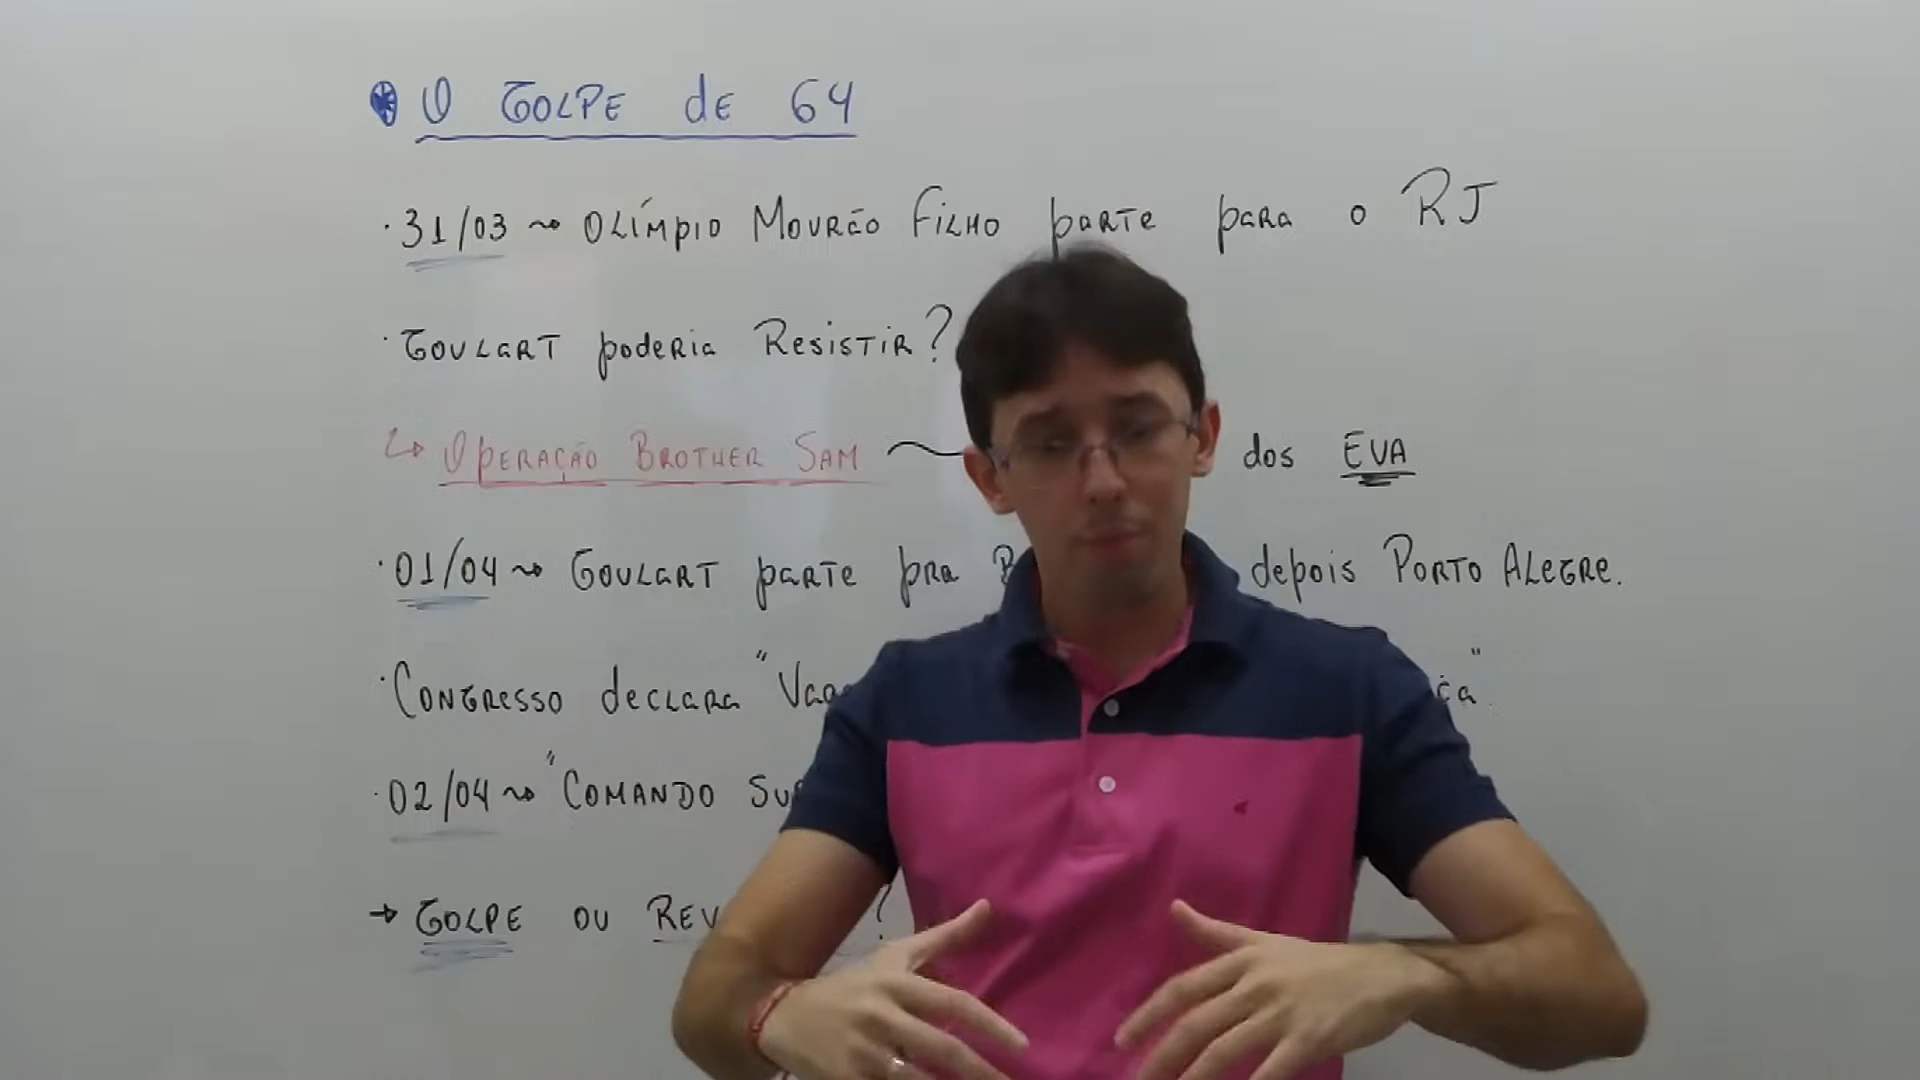 O GOLPE de 64
· 31/03 ~> OLÍMPIO MOURÃO FILHO parte para o RJ
· GOULART poderia RESISTIR?
↳ OPERAÇÃO BROTHER SAM dos EUA
· 01/04 ~> GOULART parte pra depois PORTO ALEGRE.
· CONGRESSO declara "
· 02/04 ~> "COMANDO
→ GOLPE ou ?